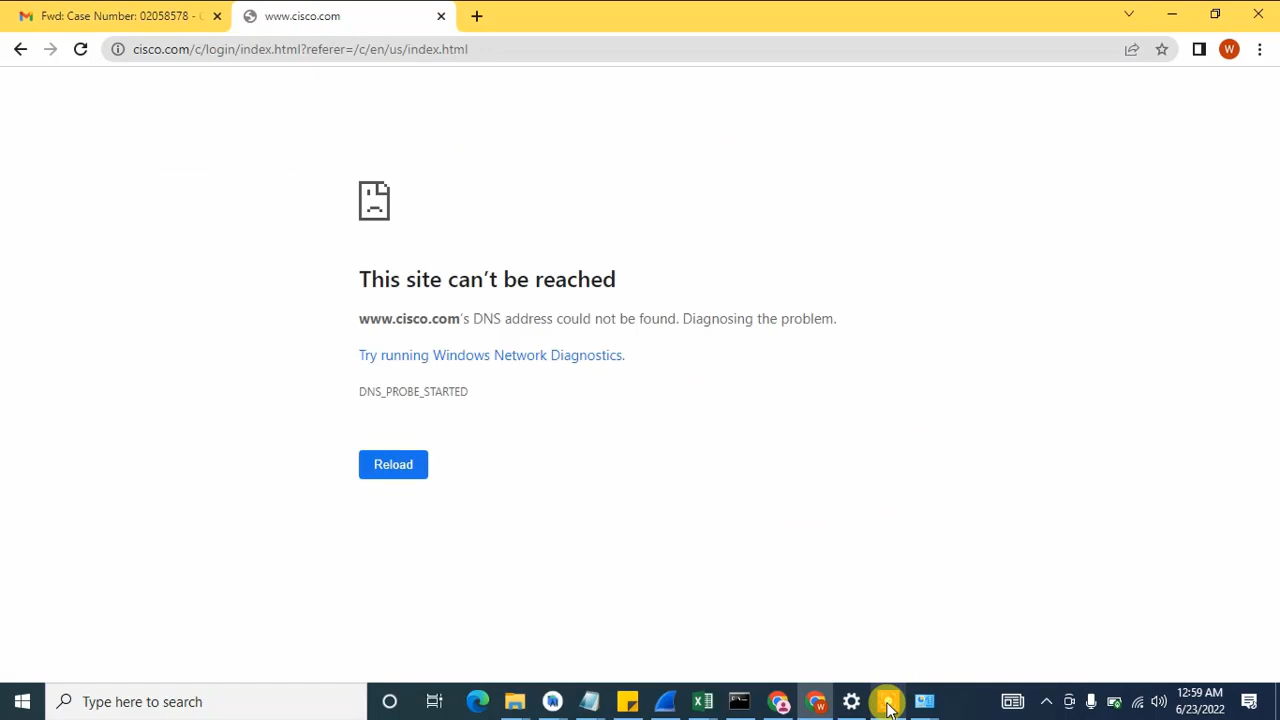 Fwd: Case Number: 02058578 -
www.cisco.com
cisco.com/c/login/index.html?referer=/c/en/us/index.html
W
This site can’t be reached
www.cisco.com’s DNS address could not be found. Diagnosing the problem.
Try running Windows Network Diagnostics.
DNS_PROBE_STARTED
Reload
Type here to search
12:59 AM
6/23/2022